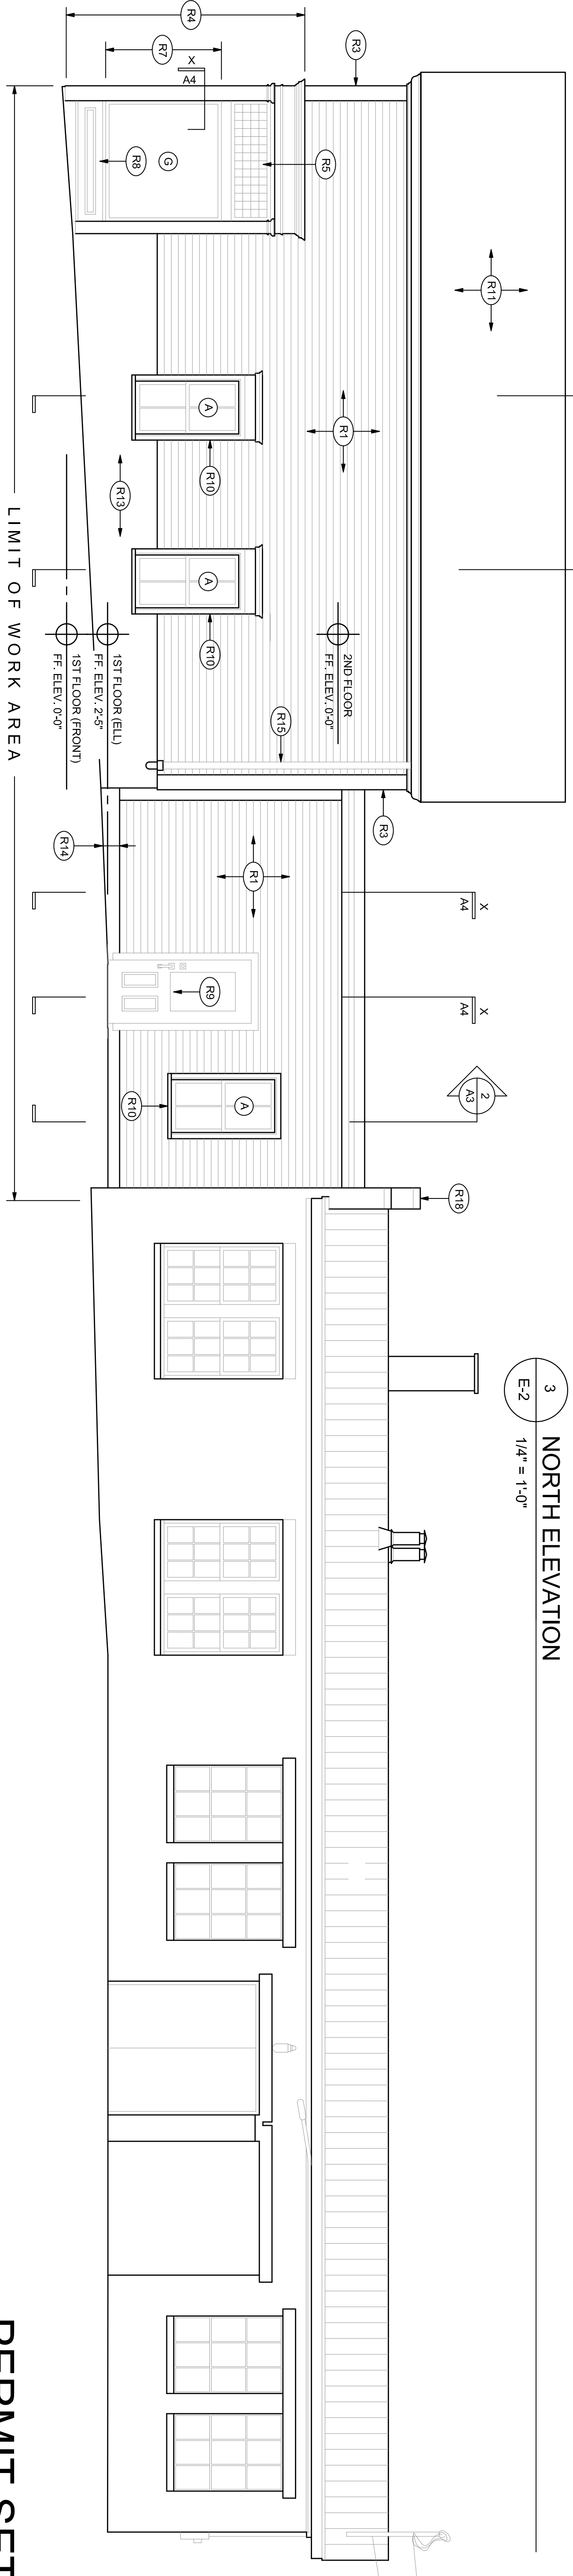 3
NORTH ELEVATION
E-2
1/4" = 1'-0"
R11
X
A4
X
A4
2
A3
R18
R3
R3
R1
2ND FLOOR
FF. ELEV. 0'-0"
R5
R15
R1
A
A
A
R10
R10
R9
R10
R4
R7
X
A4
G
R8
R13
1ST FLOOR (ELL)
FF. ELEV. 2'-5"
1ST FLOOR (FRONT)
FF. ELEV. 0'-0"
R14
LIMIT OF WORK AREA
PERMIT SET